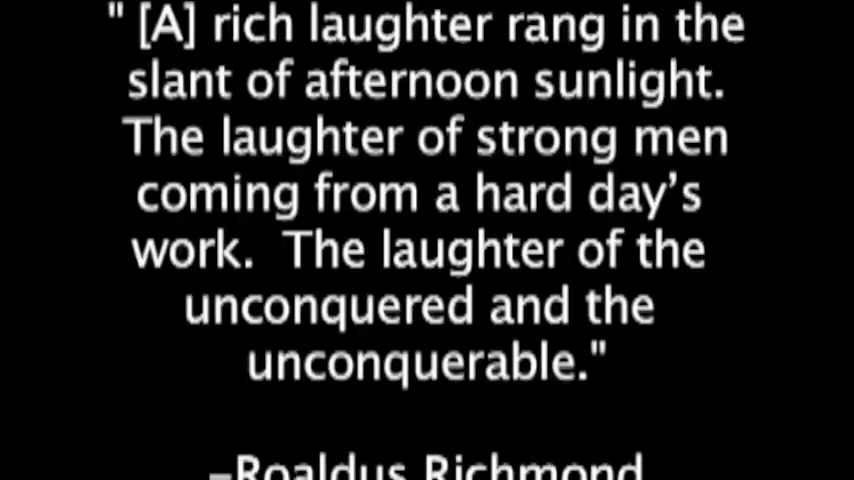 " [A] rich laughter rang in the
slant of afternoon sunlight.
The laughter of strong men
coming from a hard day's
work.  The laughter of the
unconquered and the
unconquerable."
–Roaldus Richmond